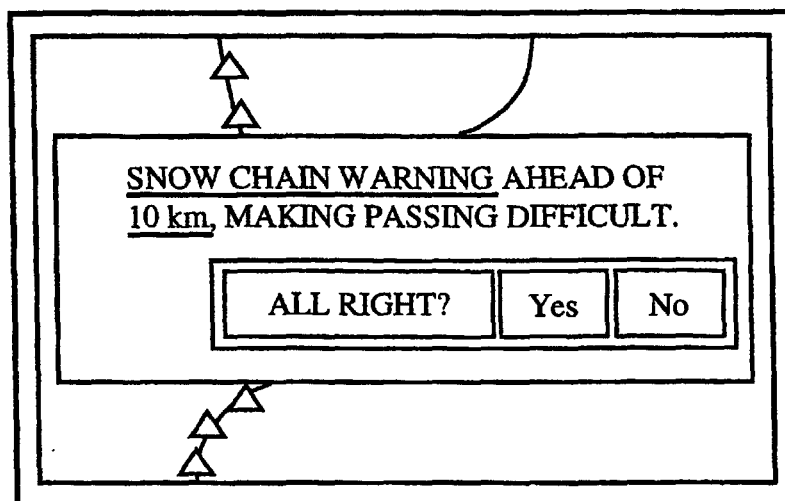 SNOW CHAIN WARNING AHEAD OF
10 km, MAKING PASSING DIFFICULT.
ALL RIGHT? Yes No